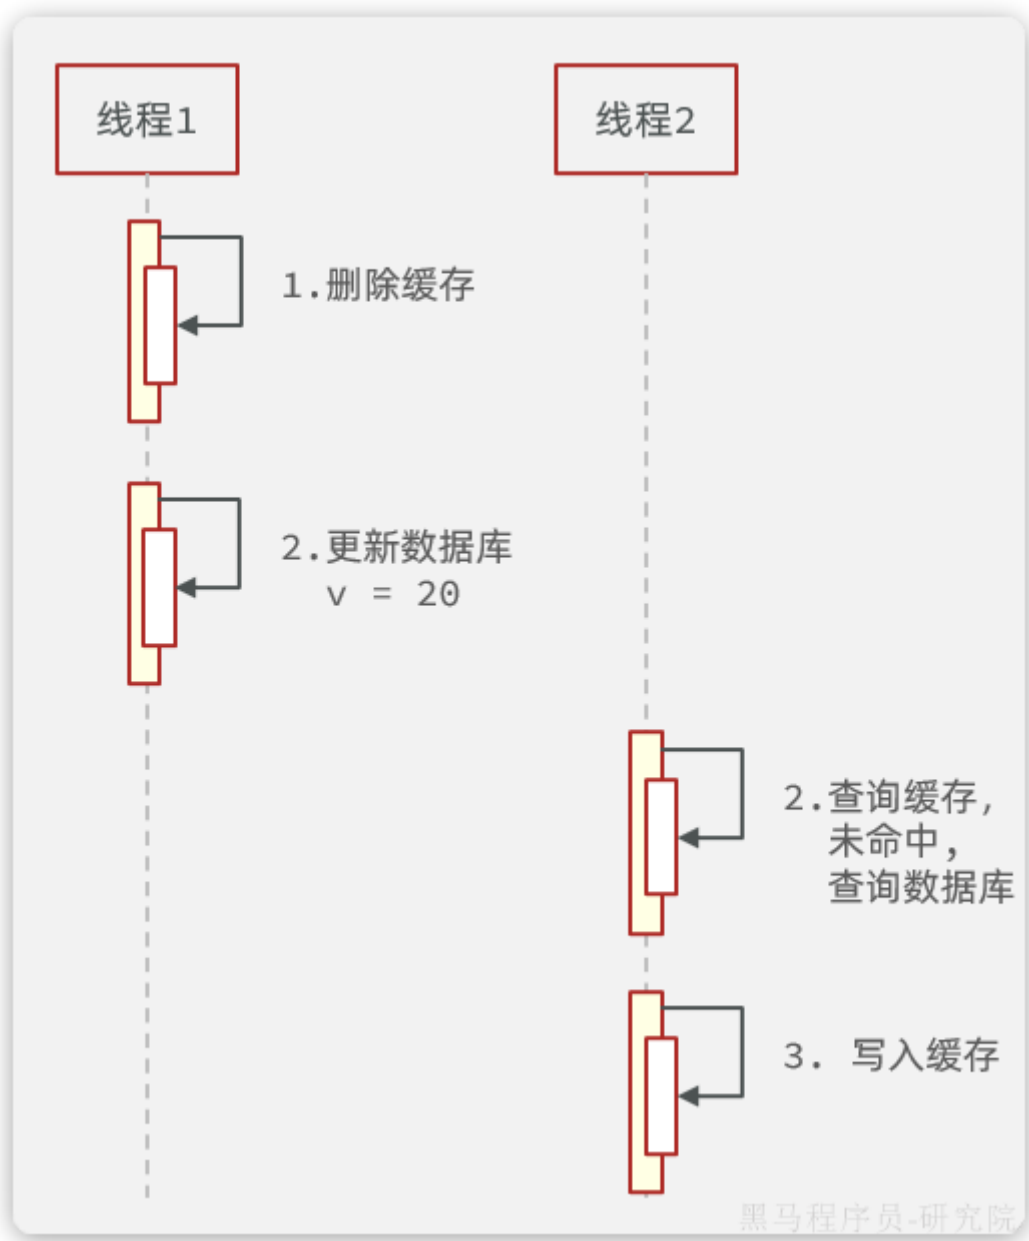 线程1
线程2
1.删除缓存
2.更新数据库
v = 20
2.查询缓存,
未命中,
查询数据库
3. 写入缓存
黑马程序员-研究院